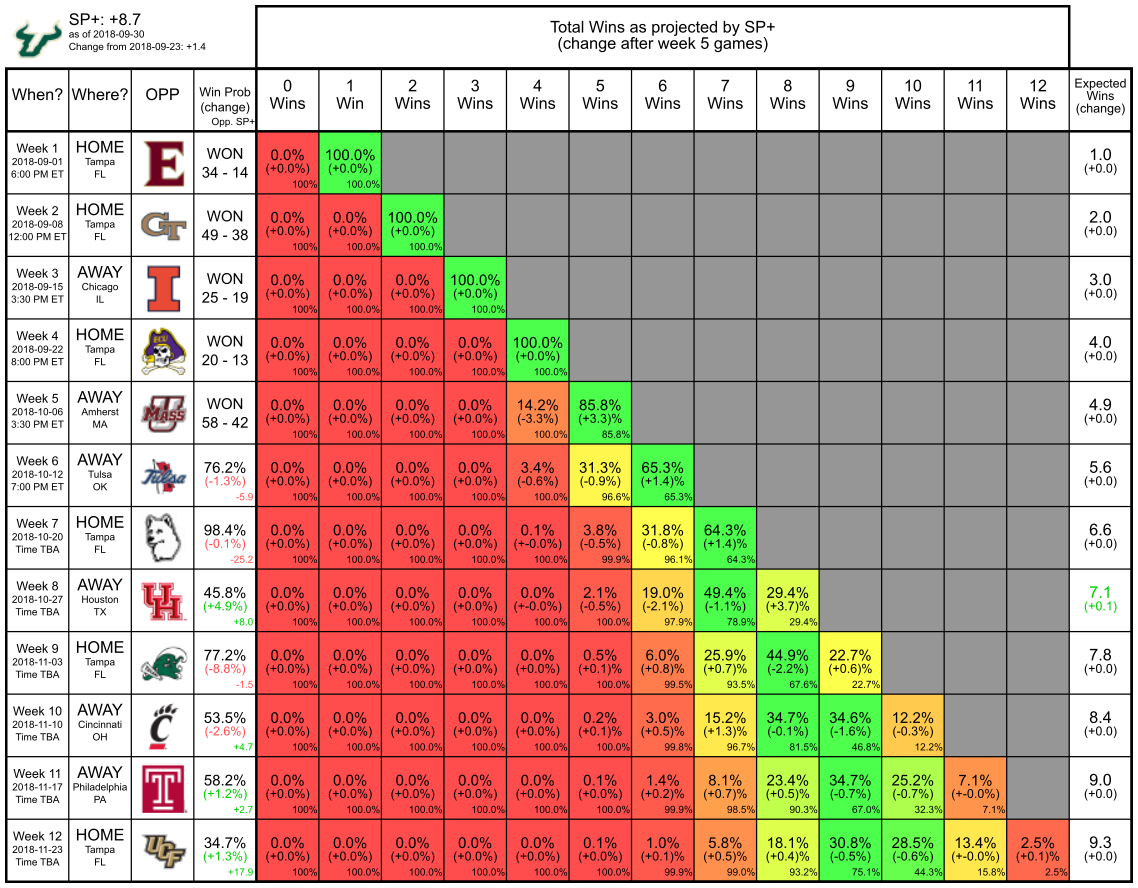 SP+: +8.7
as of 2018-09-30
Change from 2018-09-23: +1.4
Total Wins as projected by SP+
(change after week 5 games)
When? Where? OPP Win Prob (change) Opp. SP+ 0 Wins 1 Win 2 Wins 3 Wins 4 Wins 5 Wins 6 Wins 7 Wins 8 Wins 9 Wins 10 Wins 11 Wins 12 Wins Expected Wins (change)
Week 1 HOME E WON 0.0% 100.0% 1.0
2018-09-01 Tampa 34 - 14 (+0.0%) (+0.0%) (+0.0)
6:00 PM ET FL 100% 100.0%
Week 2 HOME GT WON 0.0% 0.0% 100.0% 2.0
2018-09-08 Tampa 49 - 38 (+0.0%) (+0.0%) (+0.0%) (+0.0)
12:00 PM ET FL 100% 100.0% 100.0%
Week 3 AWAY I WON 0.0% 0.0% 0.0% 100.0% 3.0
2018-09-15 Chicago 25 - 19 (+0.0%) (+0.0%) (+0.0%) (+0.0%) (+0.0)
3:30 PM ET IL 100% 100.0% 100.0% 100.0%
Week 4 HOME ECU WON 0.0% 0.0% 0.0% 0.0% 100.0% 4.0
2018-09-22 Tampa 20 - 13 (+0.0%) (+0.0%) (+0.0%) (+0.0%) (+0.0%) (+0.0)
8:00 PM ET FL 100% 100.0% 100.0% 100.0% 100.0%
Week 5 AWAY UMASS WON 0.0% 0.0% 0.0% 0.0% 14.2% 85.8% 4.9
2018-10-06 Amherst 58 - 42 (+0.0%) (+0.0%) (+0.0%) (+0.0%) (-3.3%) (+3.3)% (+0.0)
3:30 PM ET MA 100% 100.0% 100.0% 100.0% 100.0% 85.8%
Week 6 AWAY Tulsa 76.2% 0.0% 0.0% 0.0% 0.0% 3.4% 31.3% 65.3% 5.6
2018-10-12 Tulsa (-1.3%) (+0.0%) (+0.0%) (+0.0%) (+0.0%) (-0.6%) (-0.9%) (+1.4)% (+0.0)
7:00 PM ET OK -5.9 100% 100.0% 100.0% 100.0% 100.0% 96.6% 65.3%
Week 7 HOME 98.4% 0.0% 0.0% 0.0% 0.0% 0.1% 3.8% 31.8% 64.3% 6.6
2018-10-20 Tampa (-0.1%) (+0.0%) (+0.0%) (+0.0%) (+0.0%) (+-0.0%) (-0.5%) (-0.8%) (+1.4)% (+0.0)
Time TBA FL -25.2 100% 100.0% 100.0% 100.0% 100.0% 99.9% 96.1% 64.3%
Week 8 AWAY UH 45.8% 0.0% 0.0% 0.0% 0.0% 0.0% 2.1% 19.0% 49.4% 29.4% 7.1
2018-10-27 Houston (+4.9%) (+0.0%) (+0.0%) (+0.0%) (+0.0%) (+-0.0%) (-0.5%) (-2.1%) (-1.1%) (+3.7)% (+0.1)
Time TBA TX +8.0 100% 100.0% 100.0% 100.0% 100.0% 100.0% 97.9% 78.9% 29.4%
Week 9 HOME 77.2% 0.0% 0.0% 0.0% 0.0% 0.0% 0.5% 6.0% 25.9% 44.9% 22.7% 7.8
2018-11-03 Tampa (-8.8%) (+0.0%) (+0.0%) (+0.0%) (+0.0%) (+0.0%) (+0.1)% (+0.8)% (+0.7)% (-2.2%) (+0.6)% (+0.0)
Time TBA FL -1.5 100% 100.0% 100.0% 100.0% 100.0% 100.0% 99.5% 93.5% 67.6% 22.7%
Week 10 AWAY C 53.5% 0.0% 0.0% 0.0% 0.0% 0.0% 0.2% 3.0% 15.2% 34.7% 34.6% 12.2% 8.4
2018-11-10 Cincinnati (-2.6%) (+0.0%) (+0.0%) (+0.0%) (+0.0%) (+0.0%) (+0.1)% (+0.5)% (+1.3)% (-0.1%) (-1.6%) (-0.3%) (+0.0)
Time TBA OH +4.7 100% 100.0% 100.0% 100.0% 100.0% 100.0% 99.8% 96.7% 81.5% 46.8% 12.2%
Week 11 AWAY T 58.2% 0.0% 0.0% 0.0% 0.0% 0.0% 0.1% 1.4% 8.1% 23.4% 34.7% 25.2% 7.1% 9.0
2018-11-17 Philadelphia (+1.2%) (+0.0%) (+0.0%) (+0.0%) (+0.0%) (+0.0%) (+0.0%) (+0.2)% (+0.7)% (+0.5)% (-0.7%) (-0.7%) (+-0.0%) (+0.0)
Time TBA PA +2.7 100% 100.0% 100.0% 100.0% 100.0% 100.0% 99.9% 98.5% 90.3% 67.0% 32.3% 7.1%
Week 12 HOME UCF 34.7% 0.0% 0.0% 0.0% 0.0% 0.0% 0.1% 1.0% 5.8% 18.1% 30.8% 28.5% 13.4% 2.5% 9.3
2018-11-23 Tampa (+1.3%) (+0.0%) (+0.0%) (+0.0%) (+0.0%) (+0.0%) (+0.0%) (+0.1)% (+0.5)% (+0.4)% (-0.5%) (-0.6%) (+-0.0%) (+0.1)% (+0.0)
Time TBA FL +17.9 100% 100.0% 100.0% 100.0% 100.0% 100.0% 99.9% 99.0% 93.2% 75.1% 44.3% 15.8% 2.5%